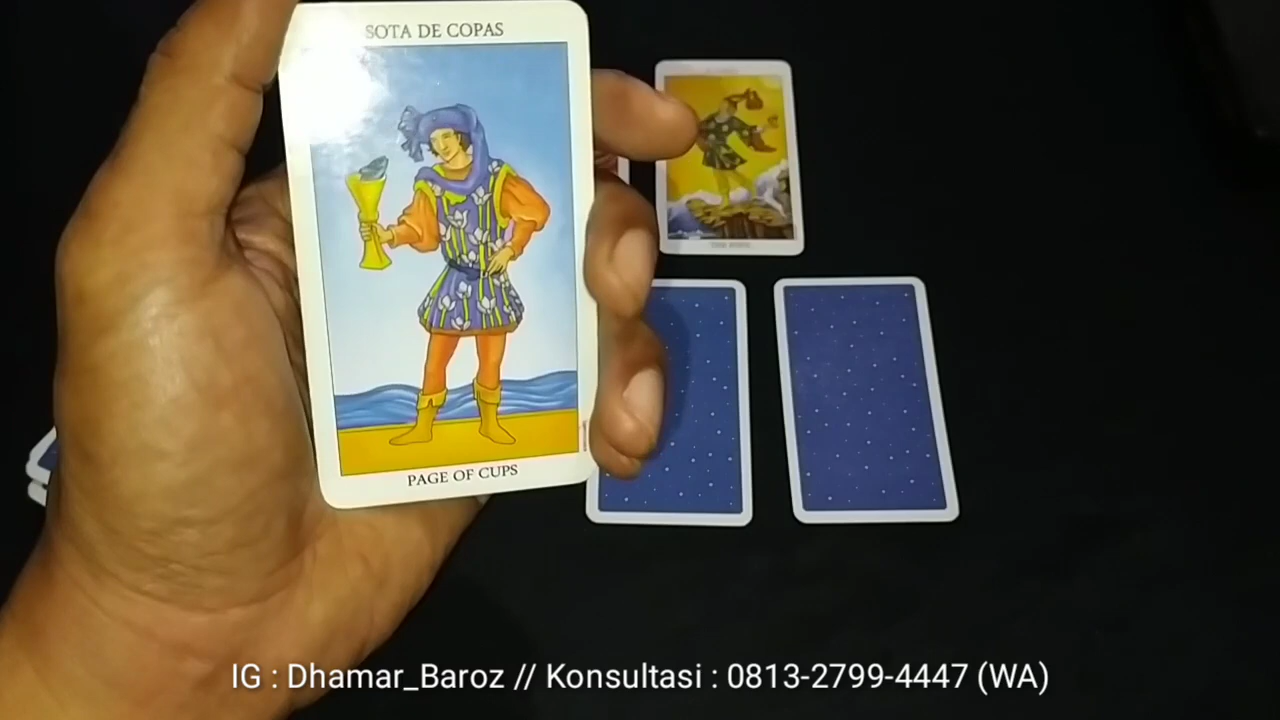 SOTA DE COPAS
PAGE OF CUPS
IG : Dhamar_Baroz // Konsultasi : 0813-2799-4447 (WA)